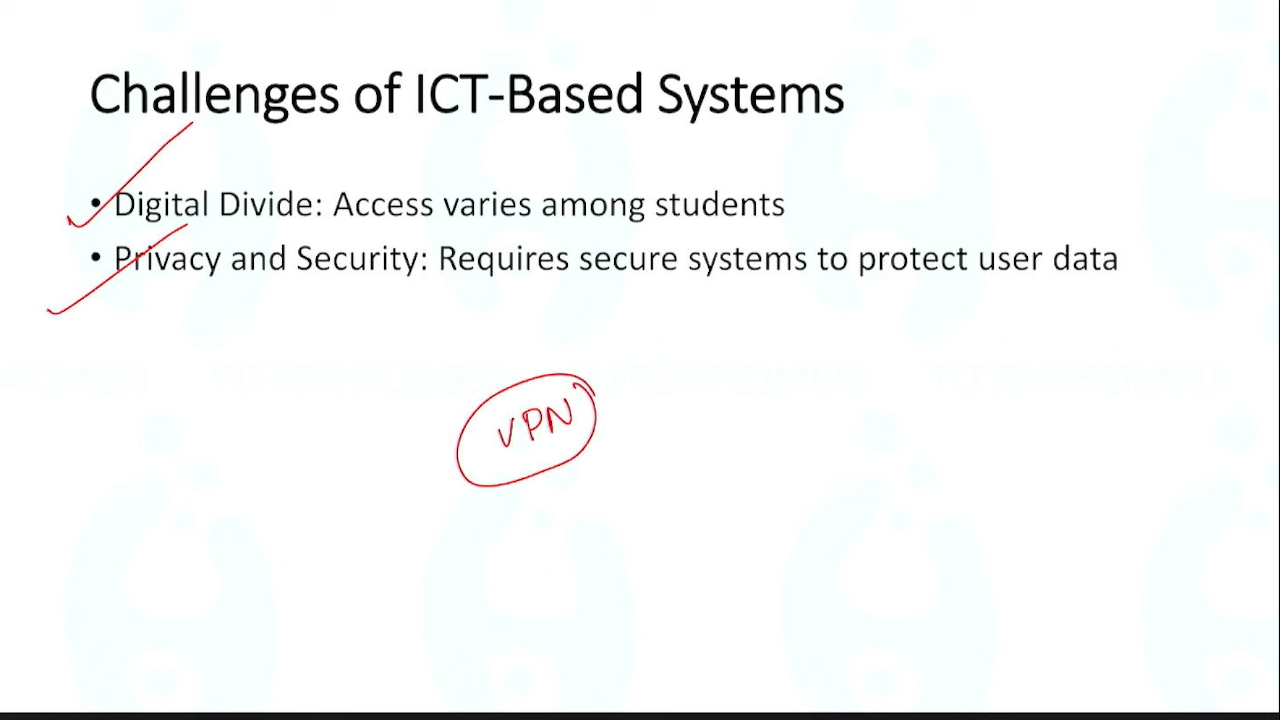 Challenges of ICT-Based Systems
• Digital Divide: Access varies among students
• Privacy and Security: Requires secure systems to protect user data
VPN